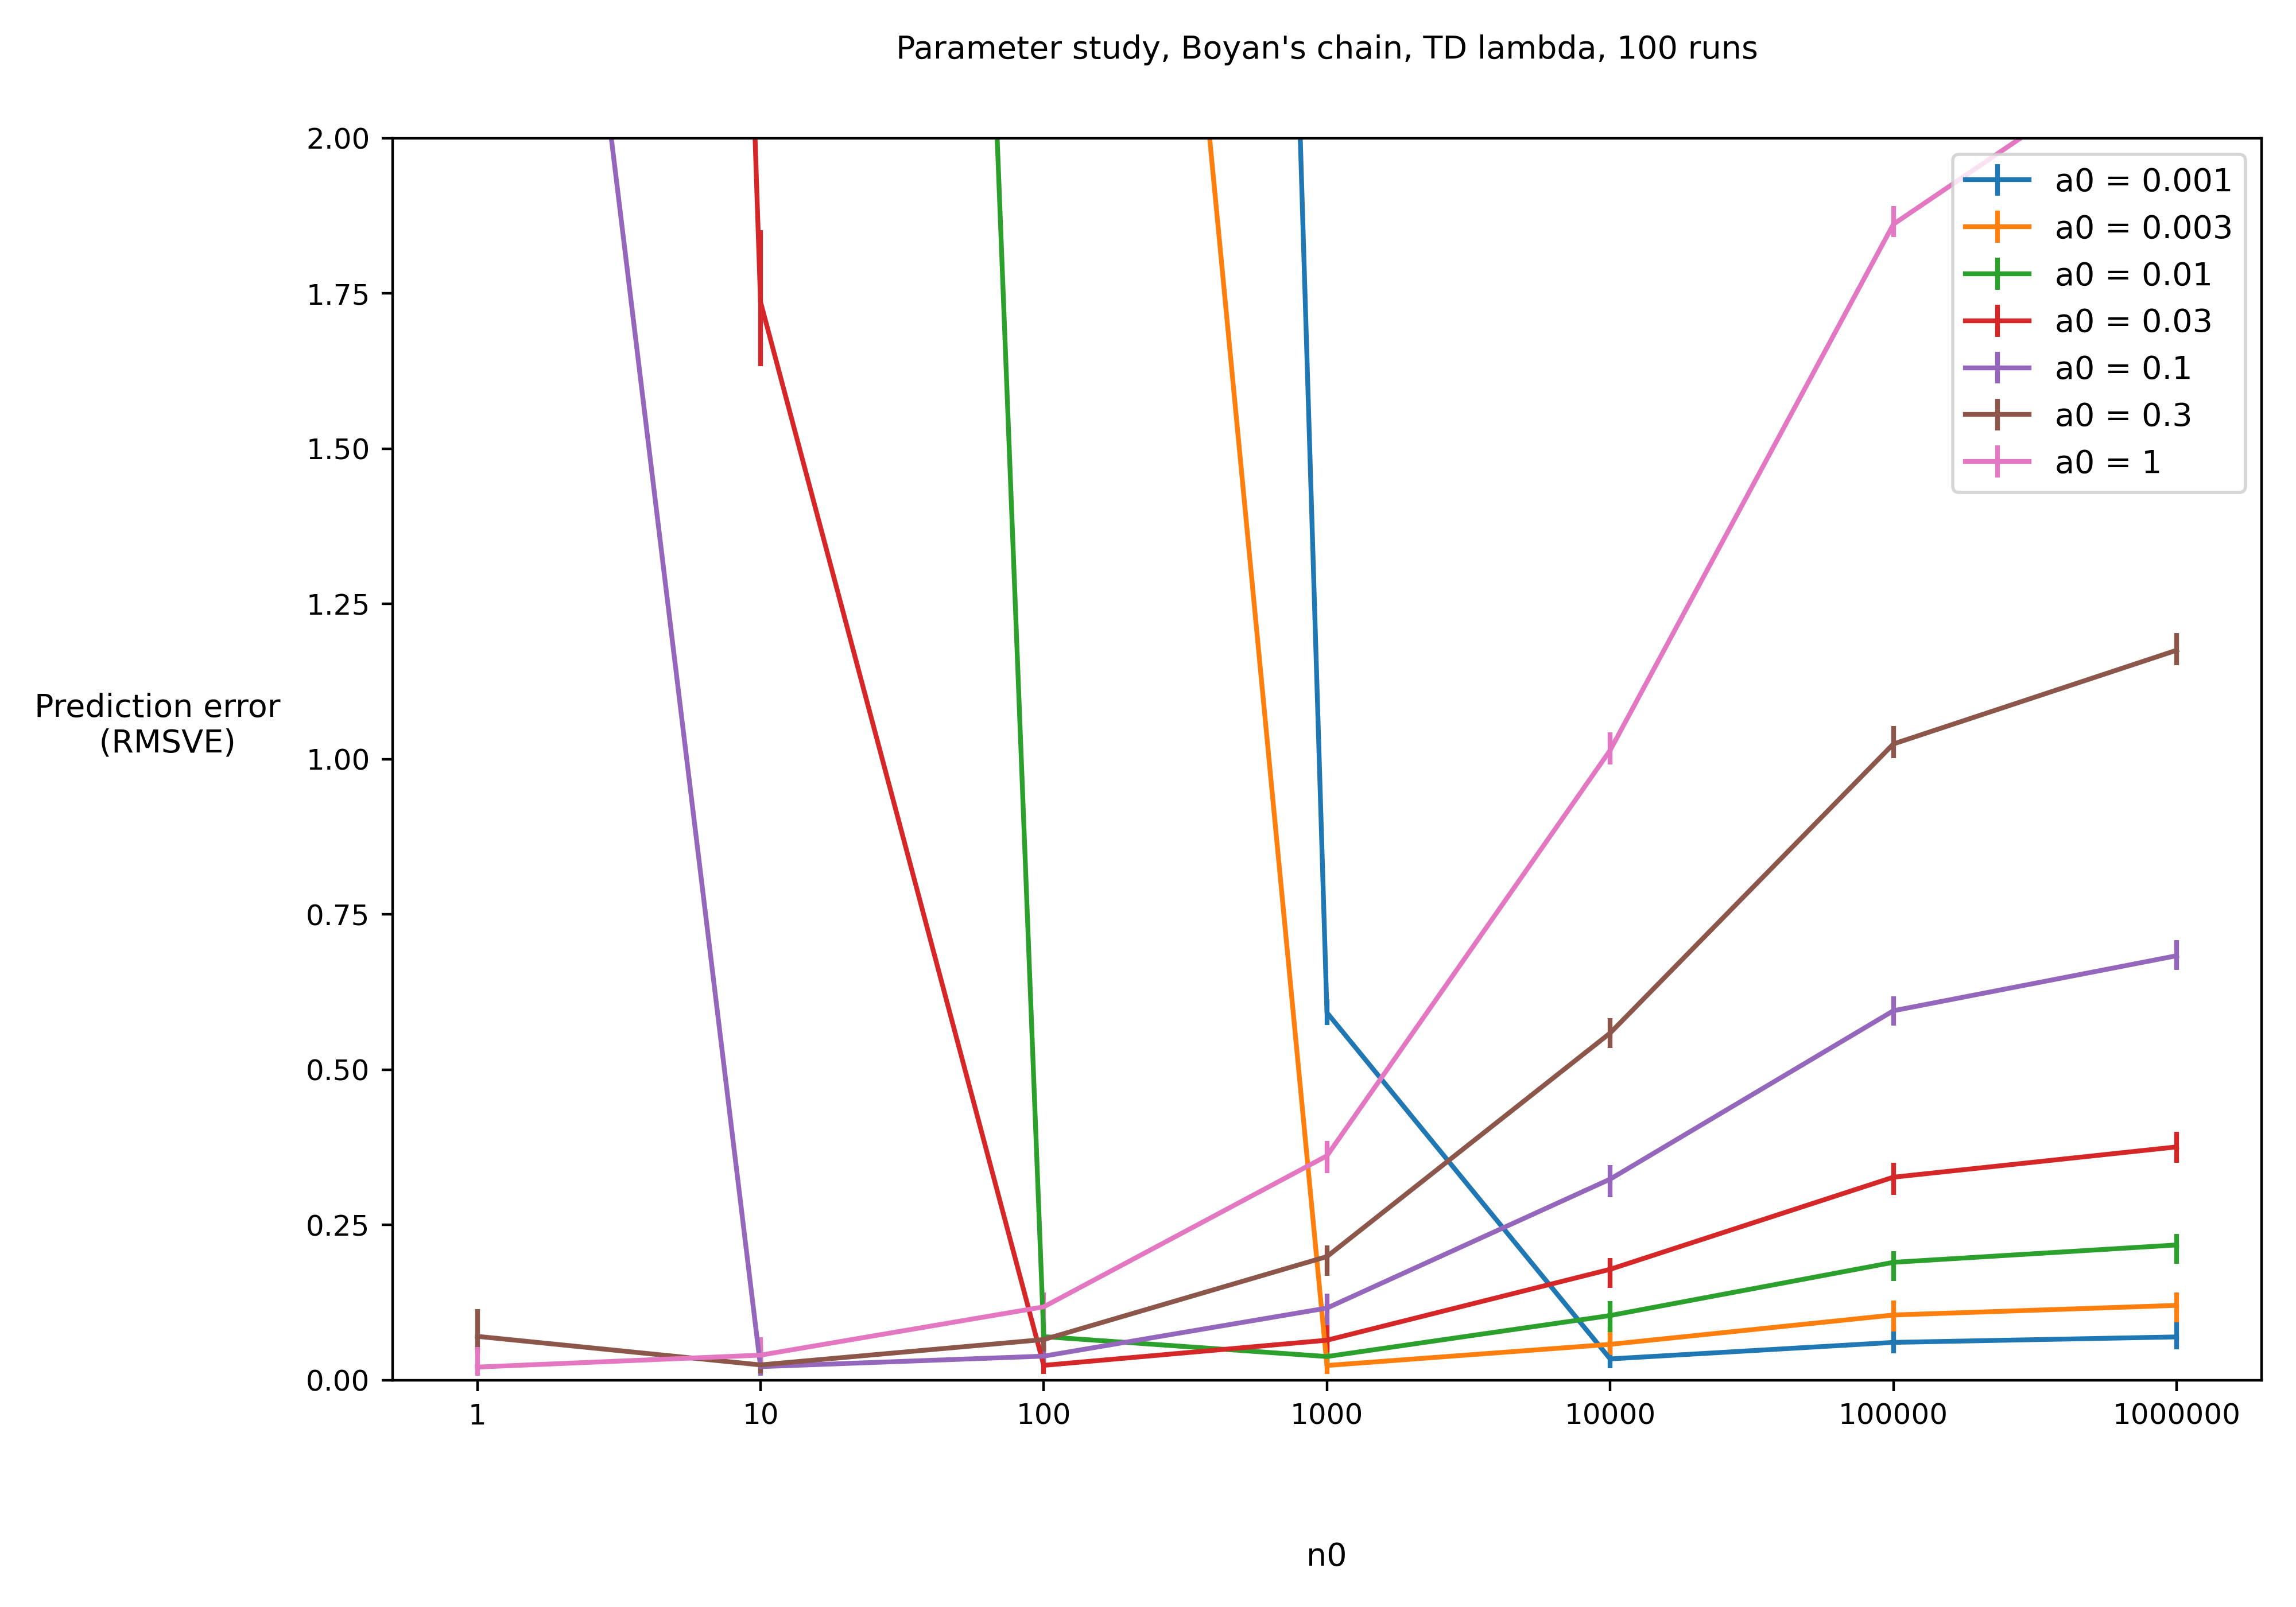 Parameter study, Boyan's chain, TD lambda, 100 runs
2.00
1.75
1.50
1.25
1.00
0.75
0.50
0.25
0.00
Prediction error
(RMSVE)
a0 = 0.001
a0 = 0.003
a0 = 0.01
a0 = 0.03
a0 = 0.1
a0 = 0.3
a0 = 1
1 10 100 1000 10000 100000 1000000
n0